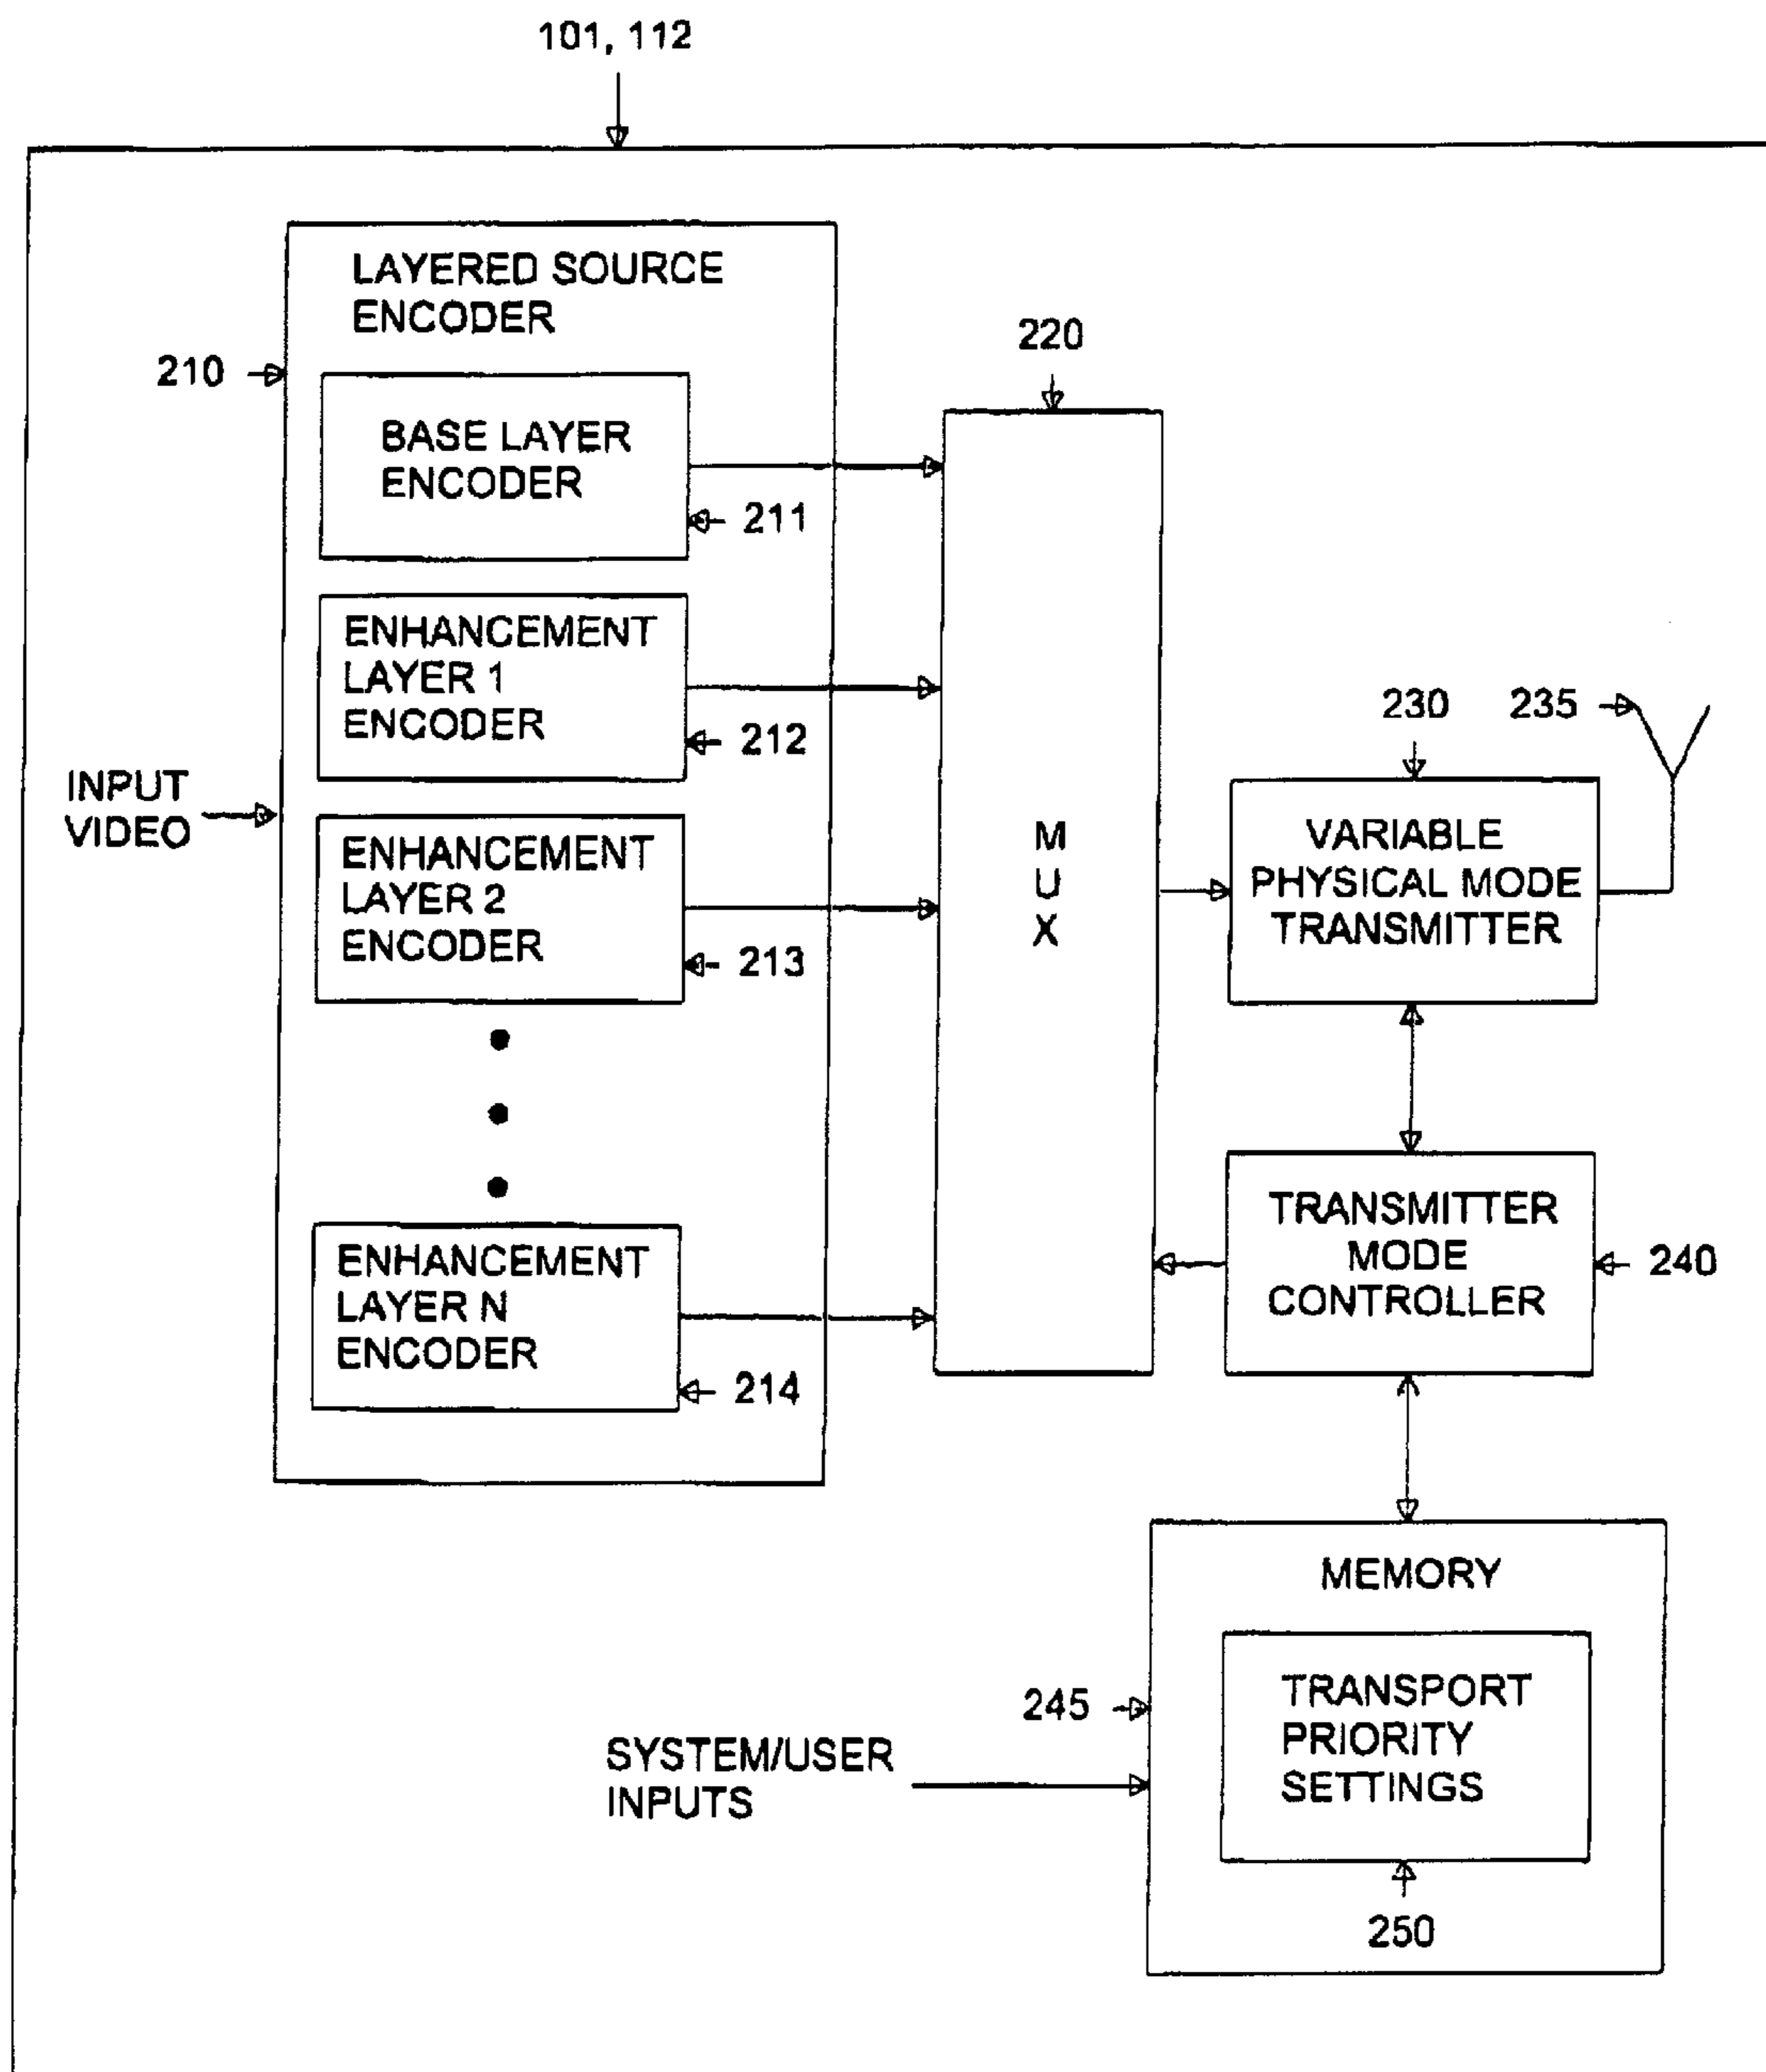 101, 112
LAYERED SOURCE
ENCODER
210
BASE LAYER
ENCODER
211
ENHANCEMENT
LAYER 1
ENCODER
212
INPUT
VIDEO
ENHANCEMENT
LAYER 2
ENCODER
213
ENHANCEMENT
LAYER N
ENCODER
214
220
M
U
X
230
235
VARIABLE
PHYSICAL MODE
TRANSMITTER
TRANSMITTER
MODE
CONTROLLER
240
MEMORY
245
TRANSPORT
PRIORITY
SETTINGS
250
SYSTEM/USER
INPUTS